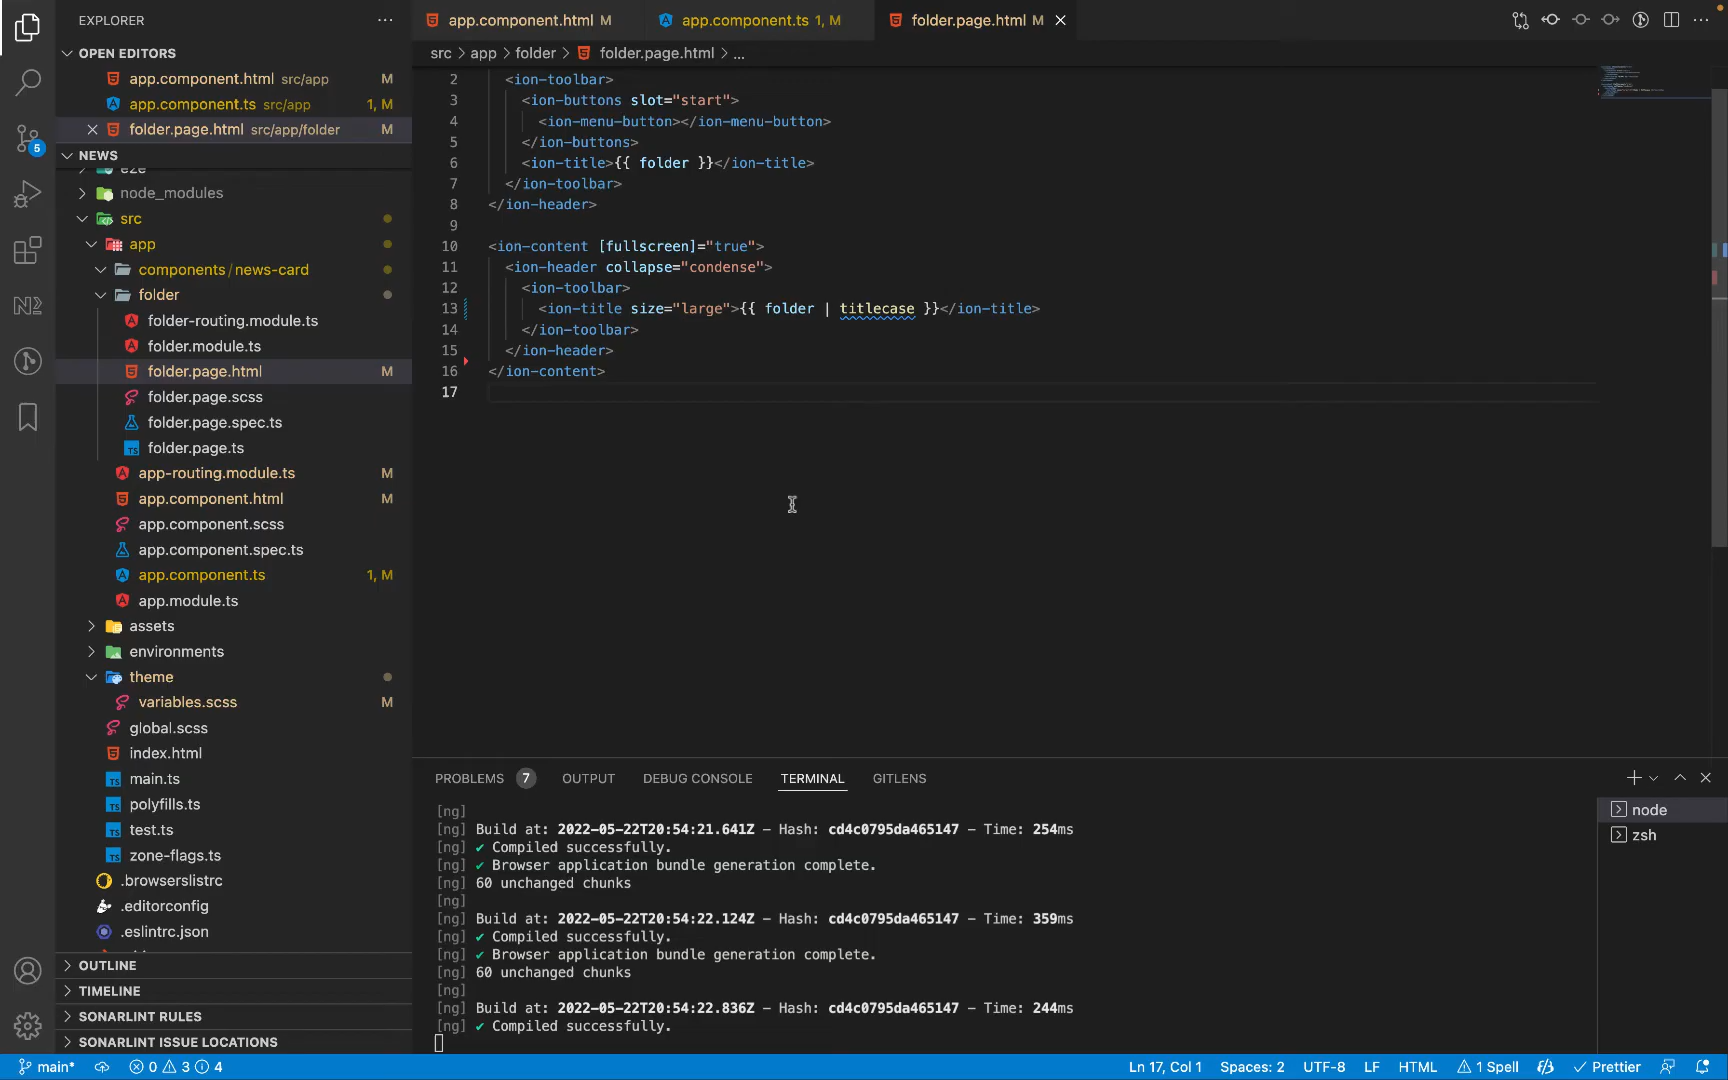 EXPLORER
OPEN EDITORS
app.component.html src/app M
app.component.ts src/app 1, M
folder.page.html src/app/folder M
NEWS
eze
node_modules
src
app
components/news-card
folder
folder-routing.module.ts
folder.module.ts
folder.page.html M
folder.page.scss
folder.page.spec.ts
folder.page.ts
app-routing.module.ts M
app.component.html M
app.component.scss
app.component.spec.ts
app.component.ts 1, M
app.module.ts
assets
environments
theme
variables.scss M
global.scss
index.html
main.ts
polyfills.ts
test.ts
zone-flags.ts
.browserslistrc
.editorconfig
.eslintrc.json
OUTLINE
TIMELINE
SONARLINT RULES
SONARLINT ISSUE LOCATIONS
5
app.component.html M app.component.ts 1, M folder.page.html M
src > app > folder > folder.page.html > ...
2 <ion-toolbar>
3 <ion-buttons slot="start">
4 <ion-menu-button></ion-menu-button>
5 </ion-buttons>
6 <ion-title>{{ folder }}</ion-title>
7 </ion-toolbar>
8 </ion-header>
9
10 <ion-content [fullscreen]="true">
11 <ion-header collapse="condense">
12 <ion-toolbar>
13 <ion-title size="large">{{ folder | titlecase }}</ion-title>
14 </ion-toolbar>
15 </ion-header>
16 </ion-content>
17
PROBLEMS 7 OUTPUT DEBUG CONSOLE TERMINAL GITLENS
[ng]
[ng] Build at: 2022-05-22T20:54:21.641Z - Hash: cd4c0795da465147 - Time: 254ms
[ng] ✔ Compiled successfully.
[ng] ✔ Browser application bundle generation complete.
[ng] 60 unchanged chunks
[ng]
[ng] Build at: 2022-05-22T20:54:22.124Z - Hash: cd4c0795da465147 - Time: 359ms
[ng] ✔ Compiled successfully.
[ng] ✔ Browser application bundle generation complete.
[ng] 60 unchanged chunks
[ng]
[ng] Build at: 2022-05-22T20:54:22.836Z - Hash: cd4c0795da465147 - Time: 244ms
[ng] ✔ Compiled successfully.
node
zsh
main* 0 3 4 Ln 17, Col 1 Spaces: 2 UTF-8 LF HTML 1 Spell Prettier